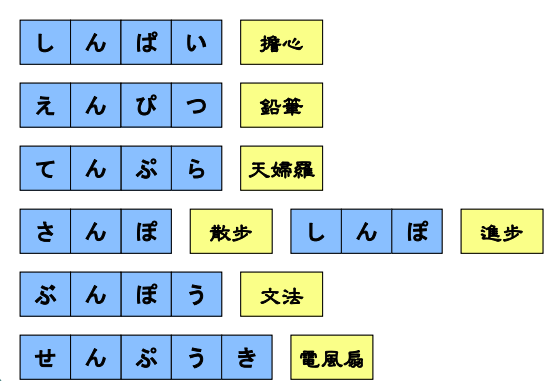 しんぱい 擔心
えんぴつ 鉛筆
てんぷら 天婦羅
さんぽ 散步 しんぽ 進步
ぶんぽう 文法
せんぷうき 電風扇